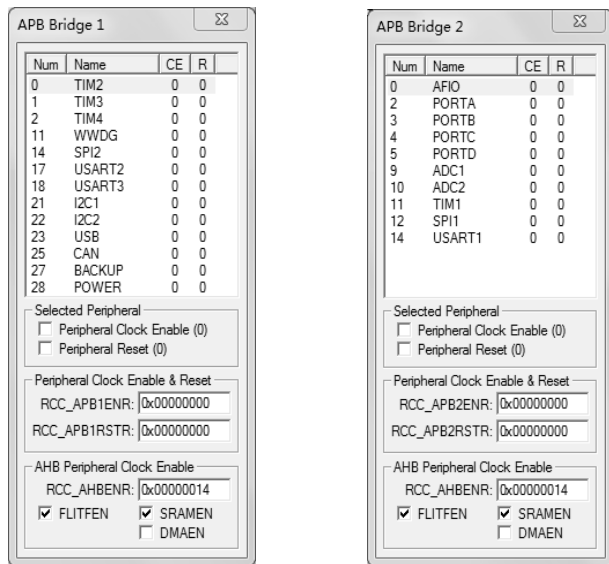 APB Bridge 1
Num Name CE R
0 TIM2 0 0
1 TIM3 0 0
2 TIM4 0 0
11 WWDG 0 0
14 SPI2 0 0
17 USART2 0 0
18 USART3 0 0
21 I2C1 0 0
22 I2C2 0 0
23 USB 0 0
25 CAN 0 0
27 BACKUP 0 0
28 POWER 0 0
Selected Peripheral
Peripheral Clock Enable (0)
Peripheral Reset (0)
Peripheral Clock Enable & Reset
RCC_APB1ENR: 0x00000000
RCC_APB1RSTR: 0x00000000
AHB Peripheral Clock Enable
RCC_AHBENR: 0x00000014
FLITFEN SRAMEN
DMAEN
APB Bridge 2
Num Name CE R
0 AFIO 0 0
2 PORTA 0 0
3 PORTB 0 0
4 PORTC 0 0
5 PORTD 0 0
9 ADC1 0 0
10 ADC2 0 0
11 TIM1 0 0
12 SPI1 0 0
14 USART1 0 0
Selected Peripheral
Peripheral Clock Enable (0)
Peripheral Reset (0)
Peripheral Clock Enable & Reset
RCC_APB2ENR: 0x00000000
RCC_APB2RSTR: 0x00000000
AHB Peripheral Clock Enable
RCC_AHBENR: 0x00000014
FLITFEN SRAMEN
DMAEN